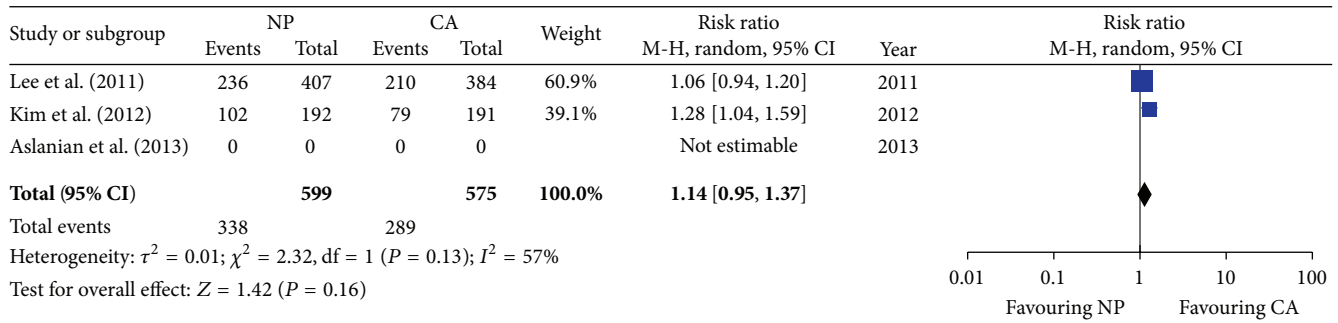 Study or subgroup NP CA Weight Risk ratio M-H, random, 95% CI Year Risk ratio M-H, random, 95% CI
Events Total Events Total
Lee et al. (2011) 236 407 210 384 60.9% 1.06 [0.94, 1.20] 2011
Kim et al. (2012) 102 192 79 191 39.1% 1.28 [1.04, 1.59] 2012
Aslanian et al. (2013) 0 0 0 0 Not estimable 2013
Total (95% CI) 599 575 100.0% 1.14 [0.95, 1.37]
Total events 338 289
Heterogeneity: τ² = 0.01; χ² = 2.32, df = 1 (P = 0.13); I² = 57%
Test for overall effect: Z = 1.42 (P = 0.16)
0.01 0.1 1 10 100
Favouring NP Favouring CA